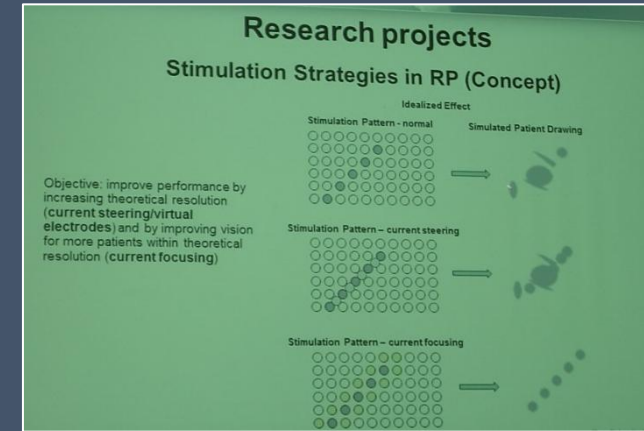 Research projects
Stimulation Strategies in RP (Concept)
Idealized Effect
Stimulation Pattern - normal
Simulated Patient Drawing
Objective: improve performance by
increasing theoretical resolution
(current steering/virtual
electrodes) and by improving vision
for more patients within theoretical
resolution (current focusing)
Stimulation Pattern – current steering
Stimulation Pattern – current focusing